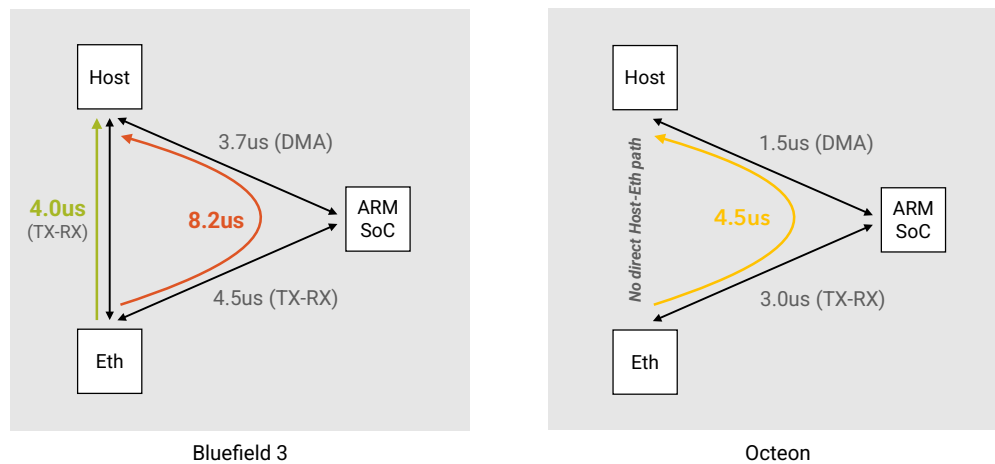 Host
3.7us (DMA)
4.0us
(TX-RX)
8.2us
ARM
SoC
4.5us (TX-RX)
Eth
Bluefield 3
Host
1.5us (DMA)
No direct Host-Eth path
4.5us
ARM
SoC
3.0us (TX-RX)
Eth
Octeon